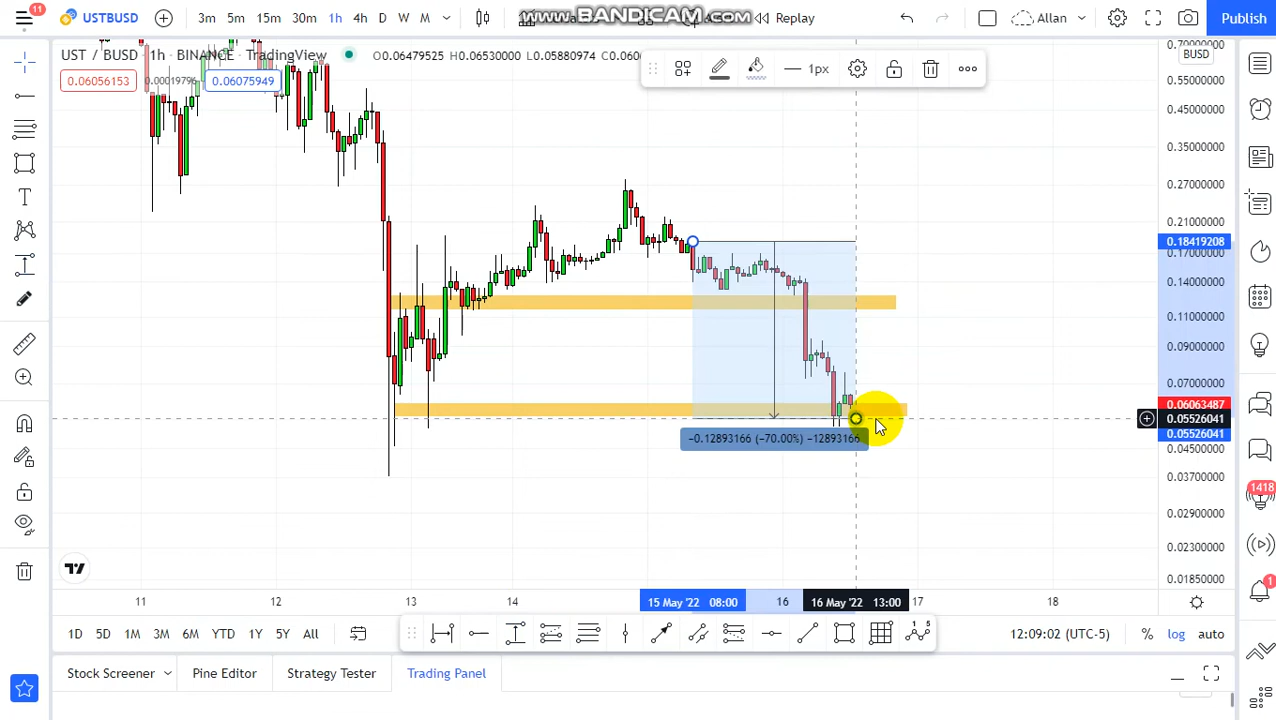 11
USTBUSD
3m 5m 15m 30m 1h 4h D W M
www.BANDICAM.com
Replay
Allan
Publish
UST / BUSD · 1h · BINANCE · TradingView
O0.06479525 H0.06530000 L0.05880974 C0.06
0.06056153
0.00019796
0.06075949
1px
BUSD
0.70000000
0.55000000
0.45000000
0.35000000
0.27000000
0.21000000
0.18419208
0.17000000
0.14000000
0.11000000
0.09000000
0.07000000
0.06063487
0.05526041
0.05526041
0.04500000
0.03700000
0.02900000
0.02300000
0.01850000
−0.12893166 (−70.00%) −12893166
11 12 13 14 15 May '22 08:00 16 16 May '22 13:00 17 18
1D 5D 1M 3M 6M YTD 1Y 5Y All
12:09:02 (UTC-5) % log auto
Stock Screener Pine Editor Strategy Tester Trading Panel
1418
1